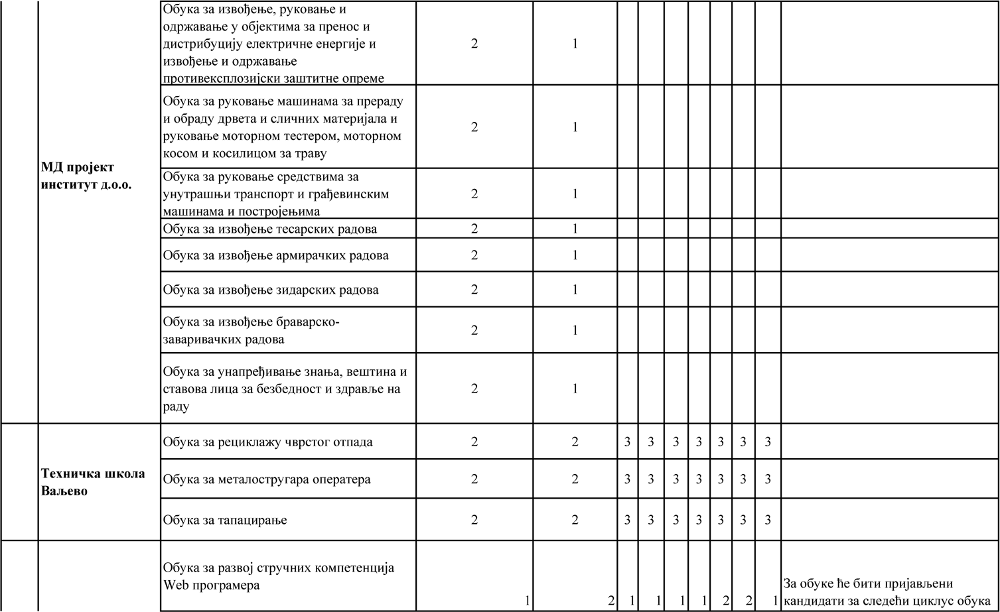 Обука за извођење, руковање и
одржавање у објектима за пренос и
дистрибуцију електричне енергије и
извођење и одржавање
противексплозијски заштитне опреме
2 1
Обука за руковање машинама за прераду
и обраду дрвета и сличних материјала и
руковање моторном тестером, моторном
косом и косилицом за траву
2 1
МД пројект
институт д.о.о.
Обука за руковање средствима за
унутрашњи транспорт и грађевинским
машинама и постројењима
2 1
Обука за извођење тесарских радова 2 1
Обука за извођење армирачких радова 2 1
Обука за извођење зидарских радова 2 1
Обука за извођење браварско-
заваривачких радова
2 1
Обука за унапређивање знања, вештина и
ставова лица за безбедност и здравље на
раду
2 1
Техничка школа
Ваљево
Обука за рециклажу чврстог отпада 2 2 3 3 3 3 3 3 3
Обука за металостругара оператера 2 2 3 3 3 3 3 3 3
Обука за тапацирање 2 2 3 3 3 3 3 3 3
Обука за развој стручних компетенција
Web програмера
1 2 1 1 1 1 2 2 1
За обуке ће бити пријављени
кандидати за следећи циклус обука